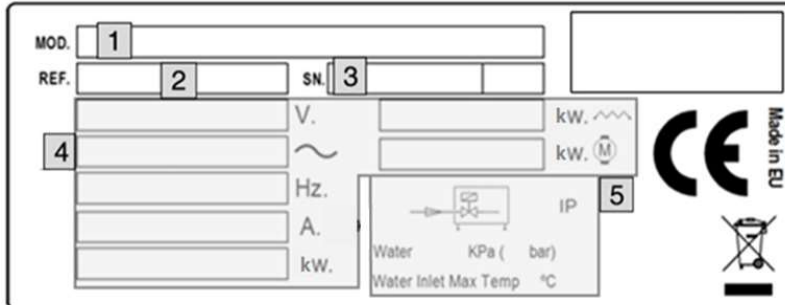 MOD. 1
REF. 2 SN. 3
V. kW.
4 kW. M
Hz. IP 5
A.
Water KPa ( bar)
kW.
Water Inlet Max Temp ºC
CE
Made in EU